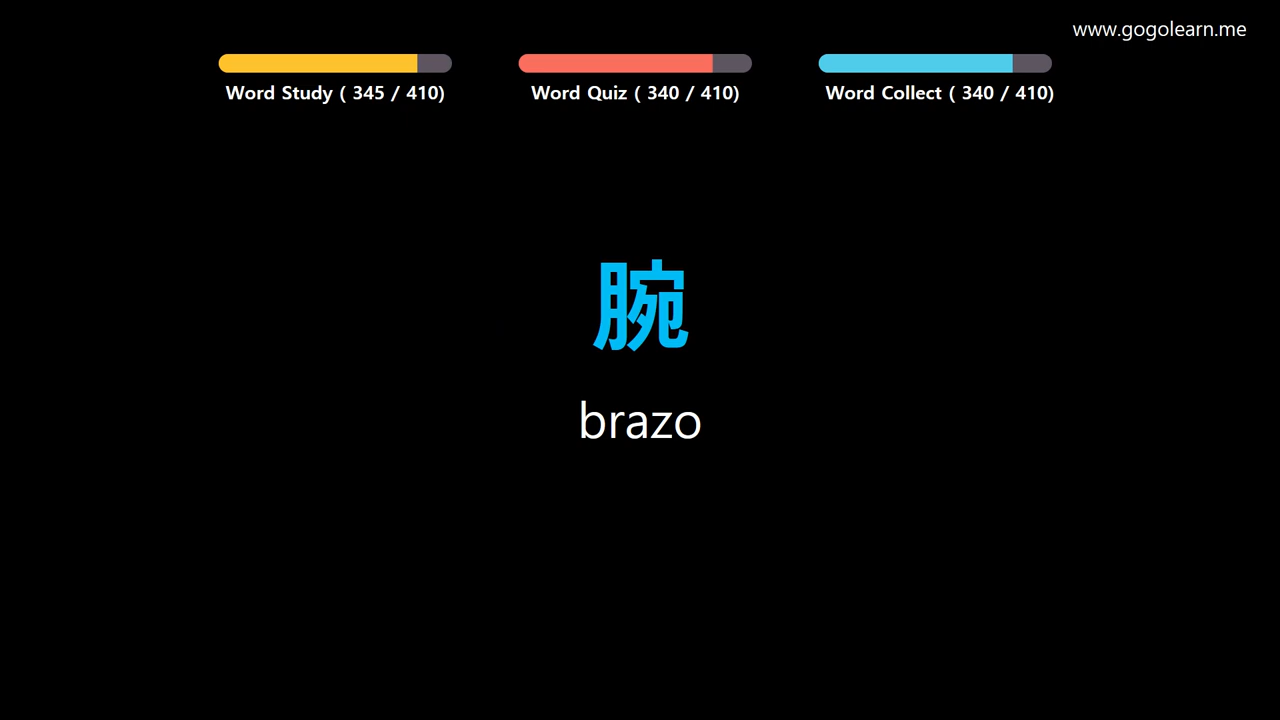 www.gogolearn.me
Word Study ( 345 / 410)
Word Quiz ( 340 / 410)
Word Collect ( 340 / 410)
腕
brazo